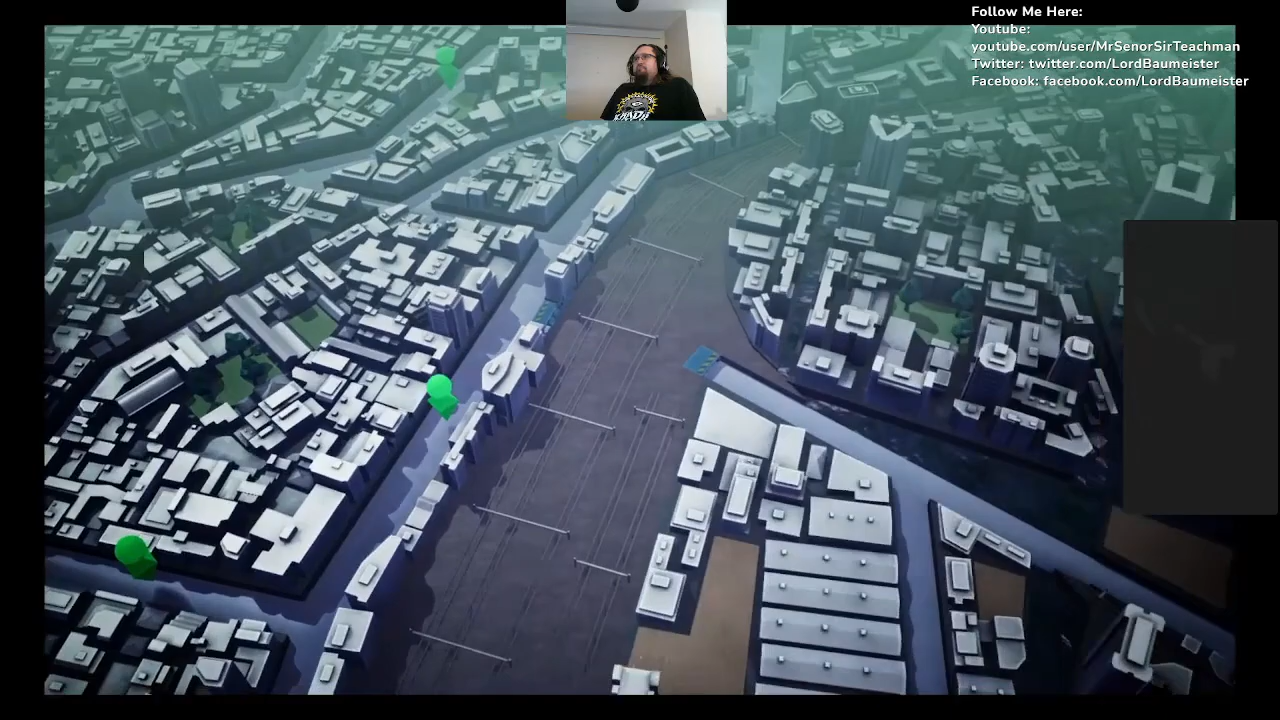 Follow Me Here:
Youtube:
youtube.com/user/MrSenorSirTeachman
Twitter: twitter.com/LordBaumeister
Facebook: facebook.com/LordBaumeister